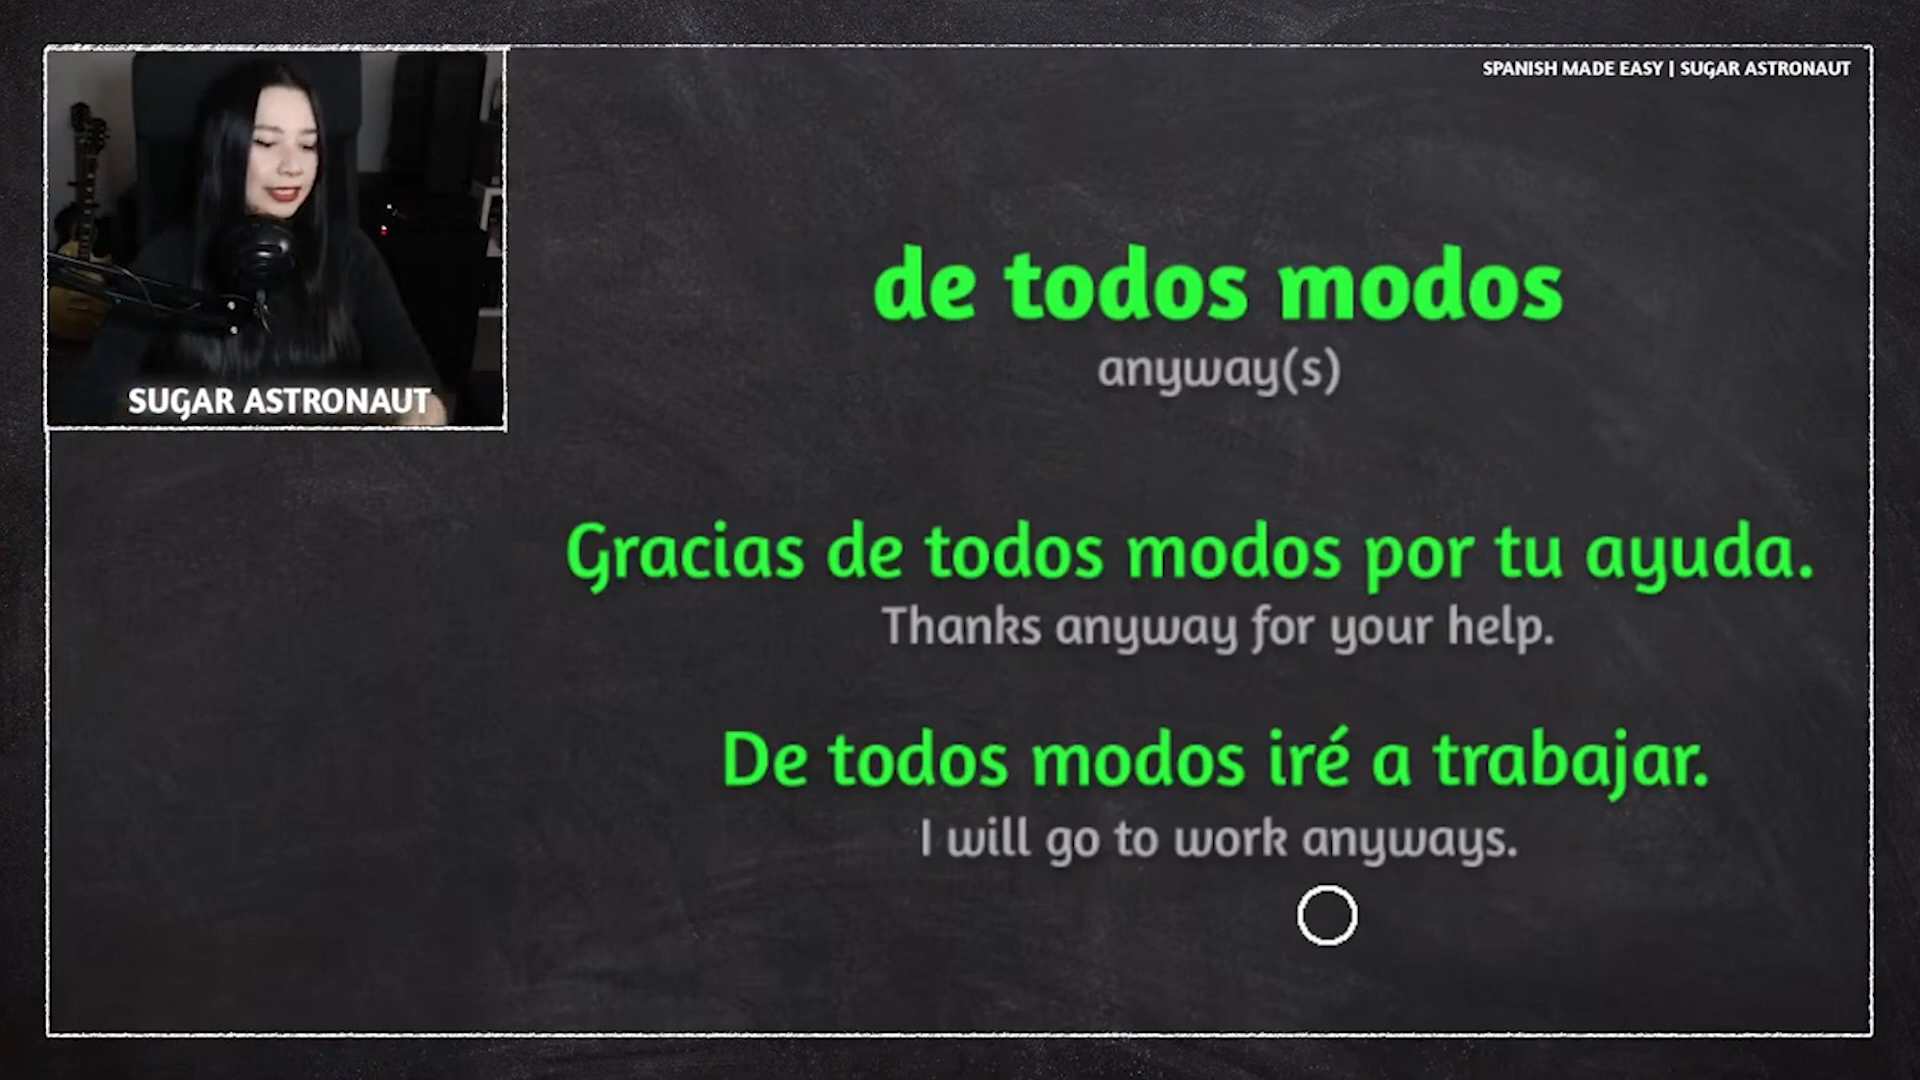 SPANISH MADE EASY | SUGAR ASTRONAUT
SUGAR ASTRONAUT
de todos modos
anyway(s)
Gracias de todos modos por tu ayuda.
Thanks anyway for your help.
De todos modos iré a trabajar.
I will go to work anyways.